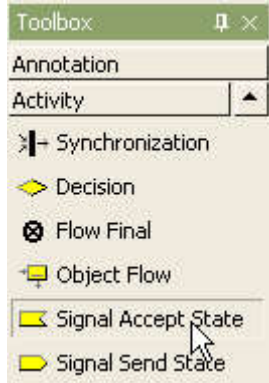 Toolbox
Annotation
Activity
Synchronization
Decision
Flow Final
Object Flow
Signal Accept State
Signal Send State